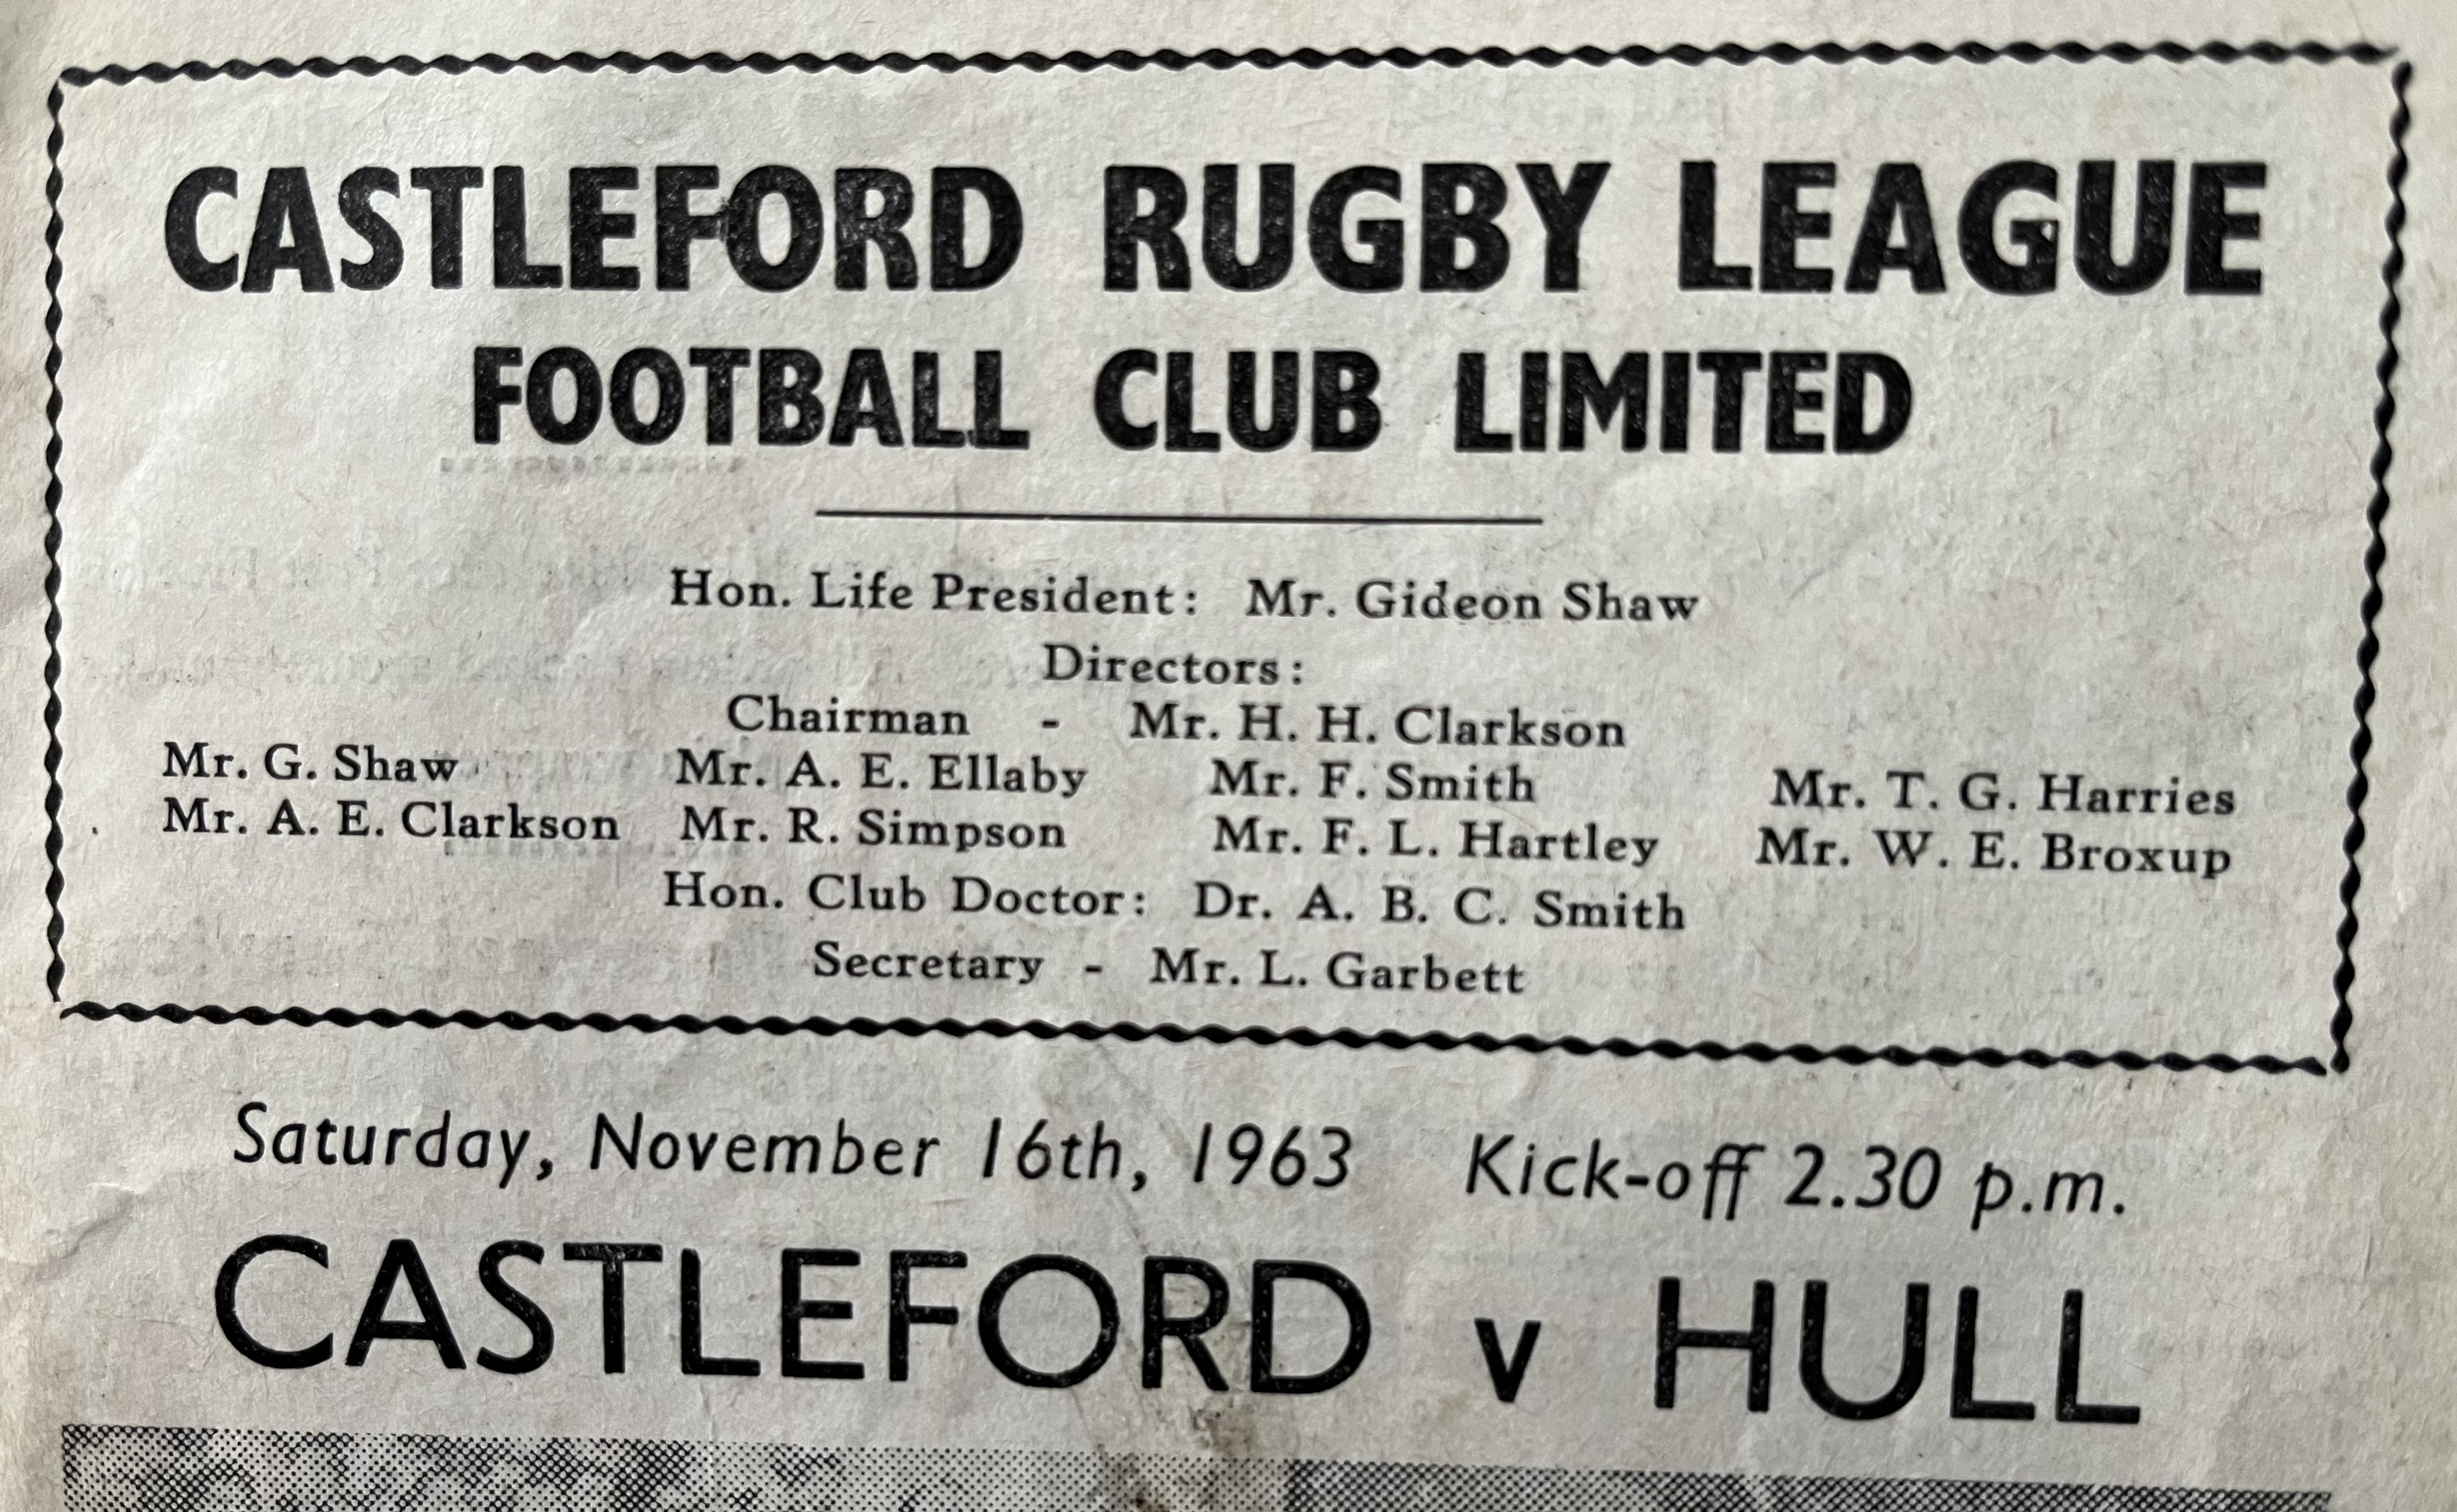 CASTLEFORD RUGBY LEAGUE
FOOTBALL CLUB LIMITED
Hon. Life President: Mr. Gideon Shaw
Directors:
Chairman - Mr. H. H. Clarkson
Mr. G. Shaw Mr. A. E. Ellaby Mr. F. Smith Mr. T. G. Harries
Mr. A. E. Clarkson Mr. R. Simpson Mr. F. L. Hartley Mr. W. E. Broxup
Hon. Club Doctor: Dr. A. B. C. Smith
Secretary - Mr. L. Garbett
Saturday, November 16th, 1963 Kick-off 2.30 p.m.
CASTLEFORD v HULL